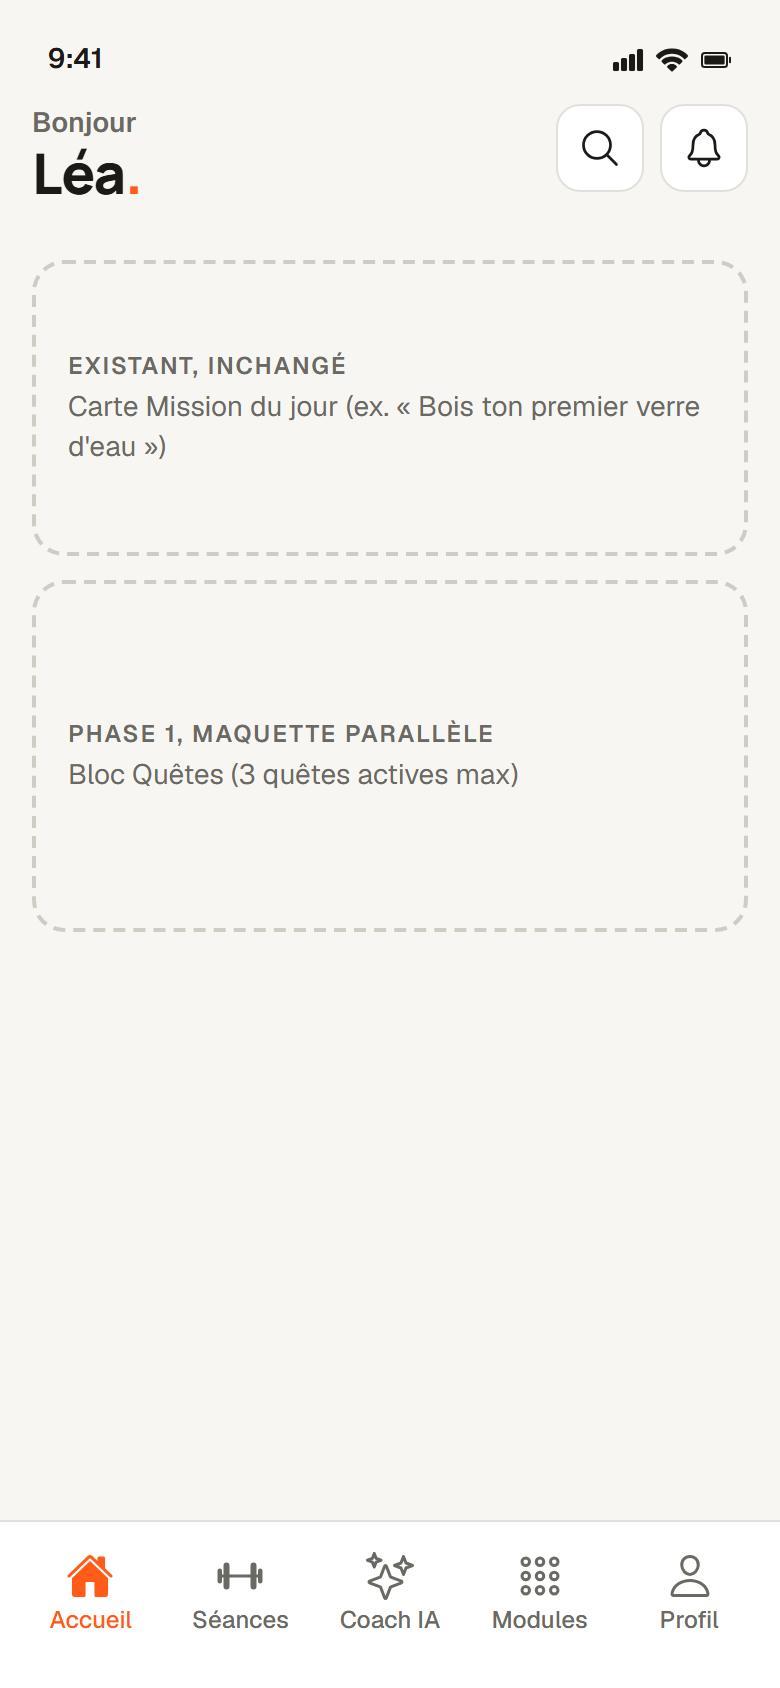 9:41
Bonjour
Léa.
EXISTANT, INCHANGÉ
Carte Mission du jour (ex. « Bois ton premier verre
d'eau »)
PHASE 1, MAQUETTE PARALLÈLE
Bloc Quêtes (3 quêtes actives max)
Accueil
Séances
Coach IA
Modules
Profil